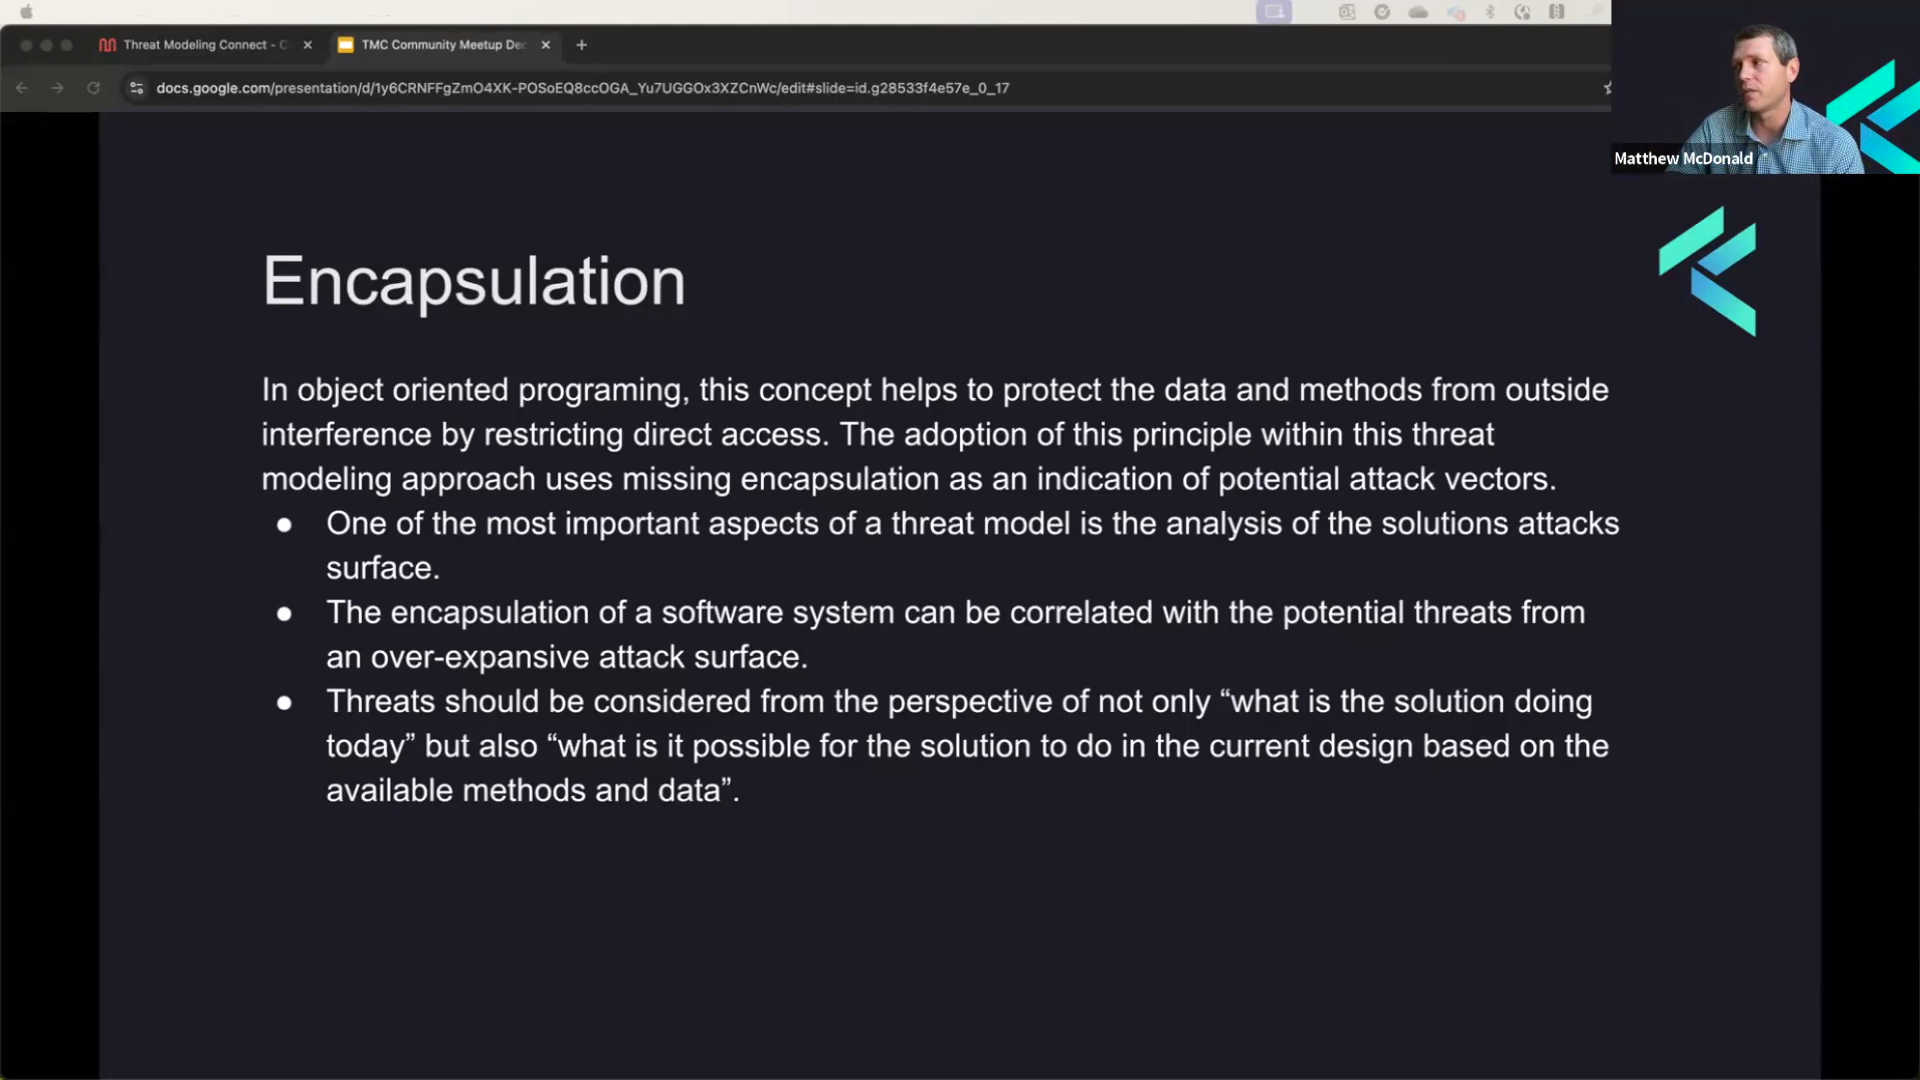 Threat Modeling Connect - C
TMC Community Meetup Dec
docs.google.com/presentation/d/1y6CRNFFgZmO4XK-POSoEQ8ccOGA_Yu7UGGOx3XZCnWc/edit#slide=id.g28533f4e57e_0_17
Matthew McDonald
Encapsulation
In object oriented programing, this concept helps to protect the data and methods from outside
interference by restricting direct access. The adoption of this principle within this threat
modeling approach uses missing encapsulation as an indication of potential attack vectors.
● One of the most important aspects of a threat model is the analysis of the solutions attacks
surface.
● The encapsulation of a software system can be correlated with the potential threats from
an over-expansive attack surface.
● Threats should be considered from the perspective of not only “what is the solution doing
today” but also “what is it possible for the solution to do in the current design based on the
available methods and data”.